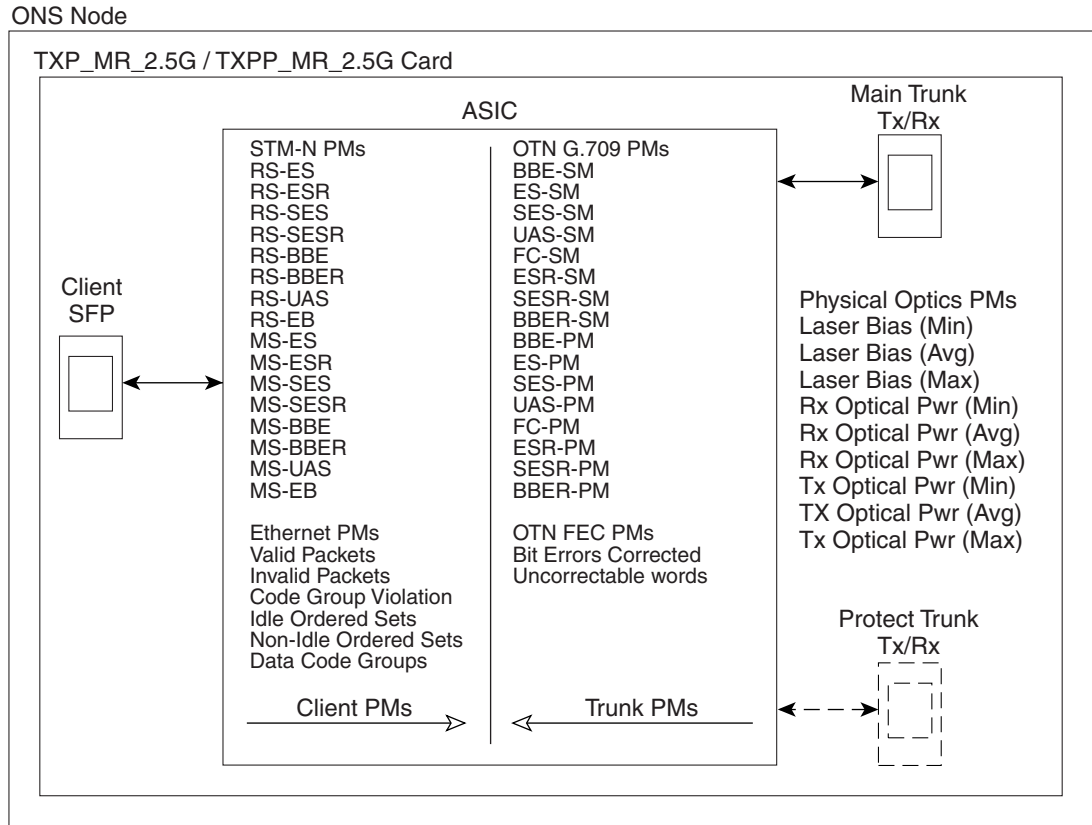 ONS Node
TXP_MR_2.5G / TXPP_MR_2.5G Card
ASIC
Client
SFP
STM-N PMs
RS-ES
RS-ESR
RS-SES
RS-SESR
RS-BBE
RS-BBER
RS-UAS
RS-EB
MS-ES
MS-ESR
MS-SES
MS-SESR
MS-BBE
MS-BBER
MS-UAS
MS-EB
Ethernet PMs
Valid Packets
Invalid Packets
Code Group Violation
Idle Ordered Sets
Non-Idle Ordered Sets
Data Code Groups
Client PMs
OTN G.709 PMs
BBE-SM
ES-SM
SES-SM
UAS-SM
FC-SM
ESR-SM
SESR-SM
BBER-SM
BBE-PM
ES-PM
SES-PM
UAS-PM
FC-PM
ESR-PM
SESR-PM
BBER-PM
OTN FEC PMs
Bit Errors Corrected
Uncorrectable words
Trunk PMs
Main Trunk
Tx/Rx
Physical Optics PMs
Laser Bias (Min)
Laser Bias (Avg)
Laser Bias (Max)
Rx Optical Pwr (Min)
Rx Optical Pwr (Avg)
Rx Optical Pwr (Max)
Tx Optical Pwr (Min)
TX Optical Pwr (Avg)
Tx Optical Pwr (Max)
Protect Trunk
Tx/Rx